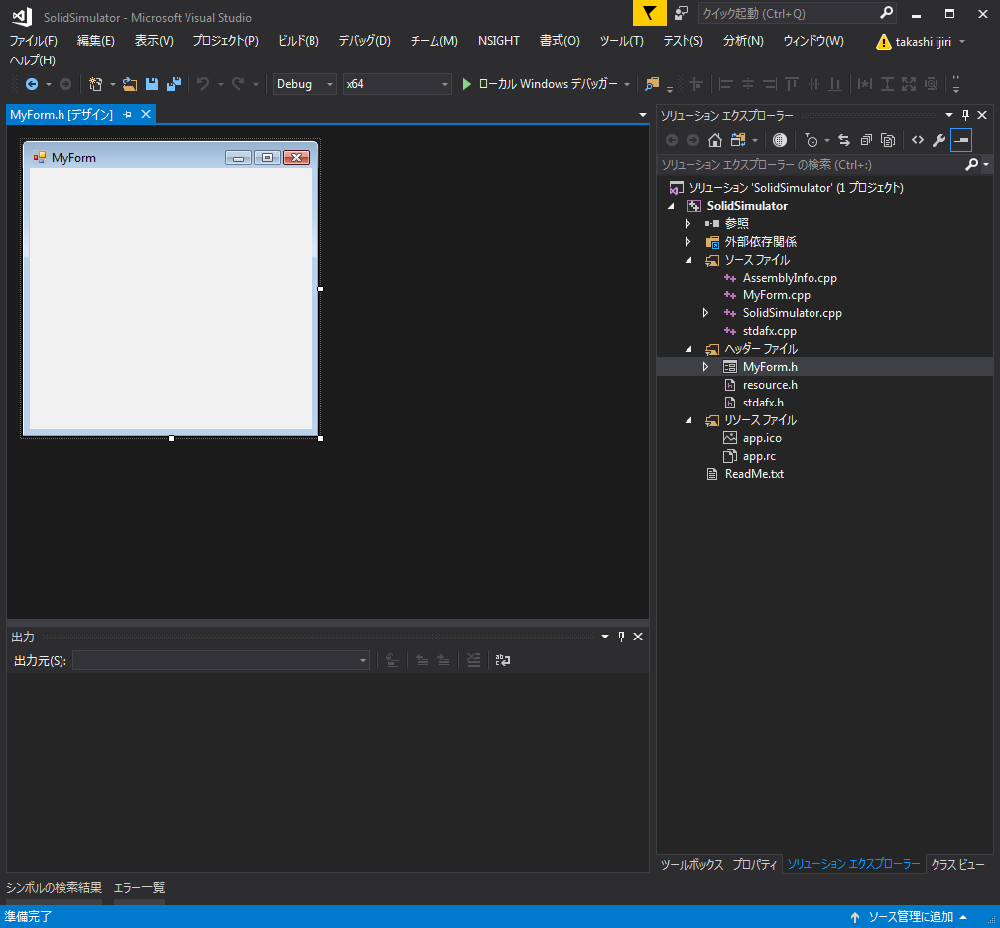 SolidSimulator - Microsoft Visual Studio
クイック起動 (Ctrl+Q)
ファイル(F) 編集(E) 表示(V) プロジェクト(P) ビルド(B) デバッグ(D) チーム(M) NSIGHT 書式(O) ツール(T) テスト(S) 分析(N) ウィンドウ(W) takashi ijiri
ヘルプ(H)
Debug x64 ローカル Windows デバッガー
MyForm.h [デザイン]
MyForm
ソリューション エクスプローラー
ソリューション エクスプローラー の検索 (Ctrl+:)
ソリューション 'SolidSimulator' (1 プロジェクト)
SolidSimulator
参照
外部依存関係
ソース ファイル
AssemblyInfo.cpp
MyForm.cpp
SolidSimulator.cpp
stdafx.cpp
ヘッダー ファイル
MyForm.h
resource.h
stdafx.h
リソース ファイル
app.ico
app.rc
ReadMe.txt
出力
出力元(S):
ツールボックス プロパティ ソリューション エクスプローラー クラス ビュー
シンボルの検索結果 エラー一覧
準備完了
ソース管理に追加